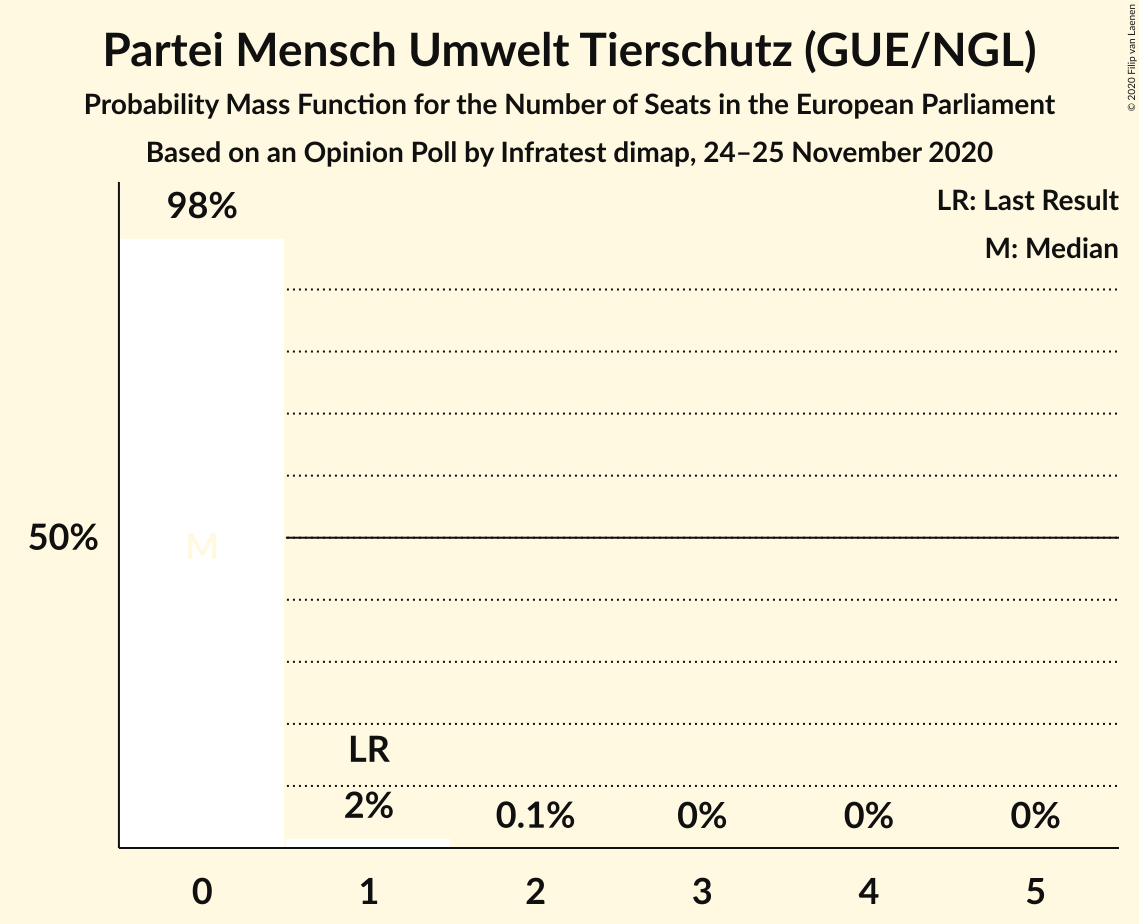 Partei Mensch Umwelt Tierschutz (GUE/NGL)
Probability Mass Function for the Number of Seats in the European Parliament
Based on an Opinion Poll by Infratest dimap, 24–25 November 2020
© 2020 Filip van Laenen
LR: Last Result
M: Median
98%
50%
M
LR
2%
0.1%
0%
0%
0%
0
1
2
3
4
5